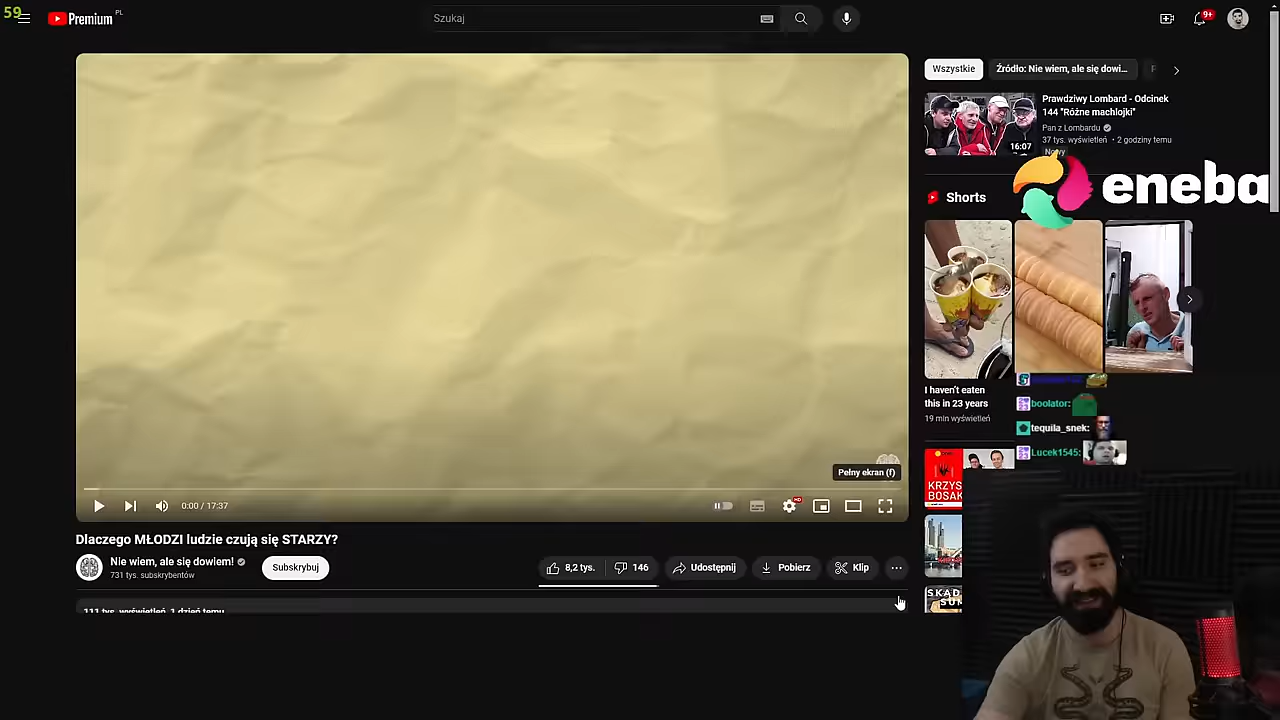 59
Premium PL
Szukaj
9+
Wszystkie
Źródło: Nie wiem, ale się dowi...
Prawdziwy Lombard - Odcinek
144 "Różne machlojki"
Pan z Lombardu
37 tys. wyświetleń • 2 godziny temu
Nowy
16:07
eneba
Shorts
I haven't eaten
this in 23 years
19 mln wyświetleń
boolator:
tequila_snek:
Lucek1545:
Pełny ekran (f)
0:00 / 17:37
HD
KRZYS
BOSAK
Dlaczego MŁODZI ludzie czują się STARZY?
Nie wiem, ale się dowiem!
731 tys. subskrybentów
Subskrybuj
8,2 tys.
146
Udostępnij
Pobierz
Klip
111 tys. wyświetleń 1 dzień temu
SKĄD